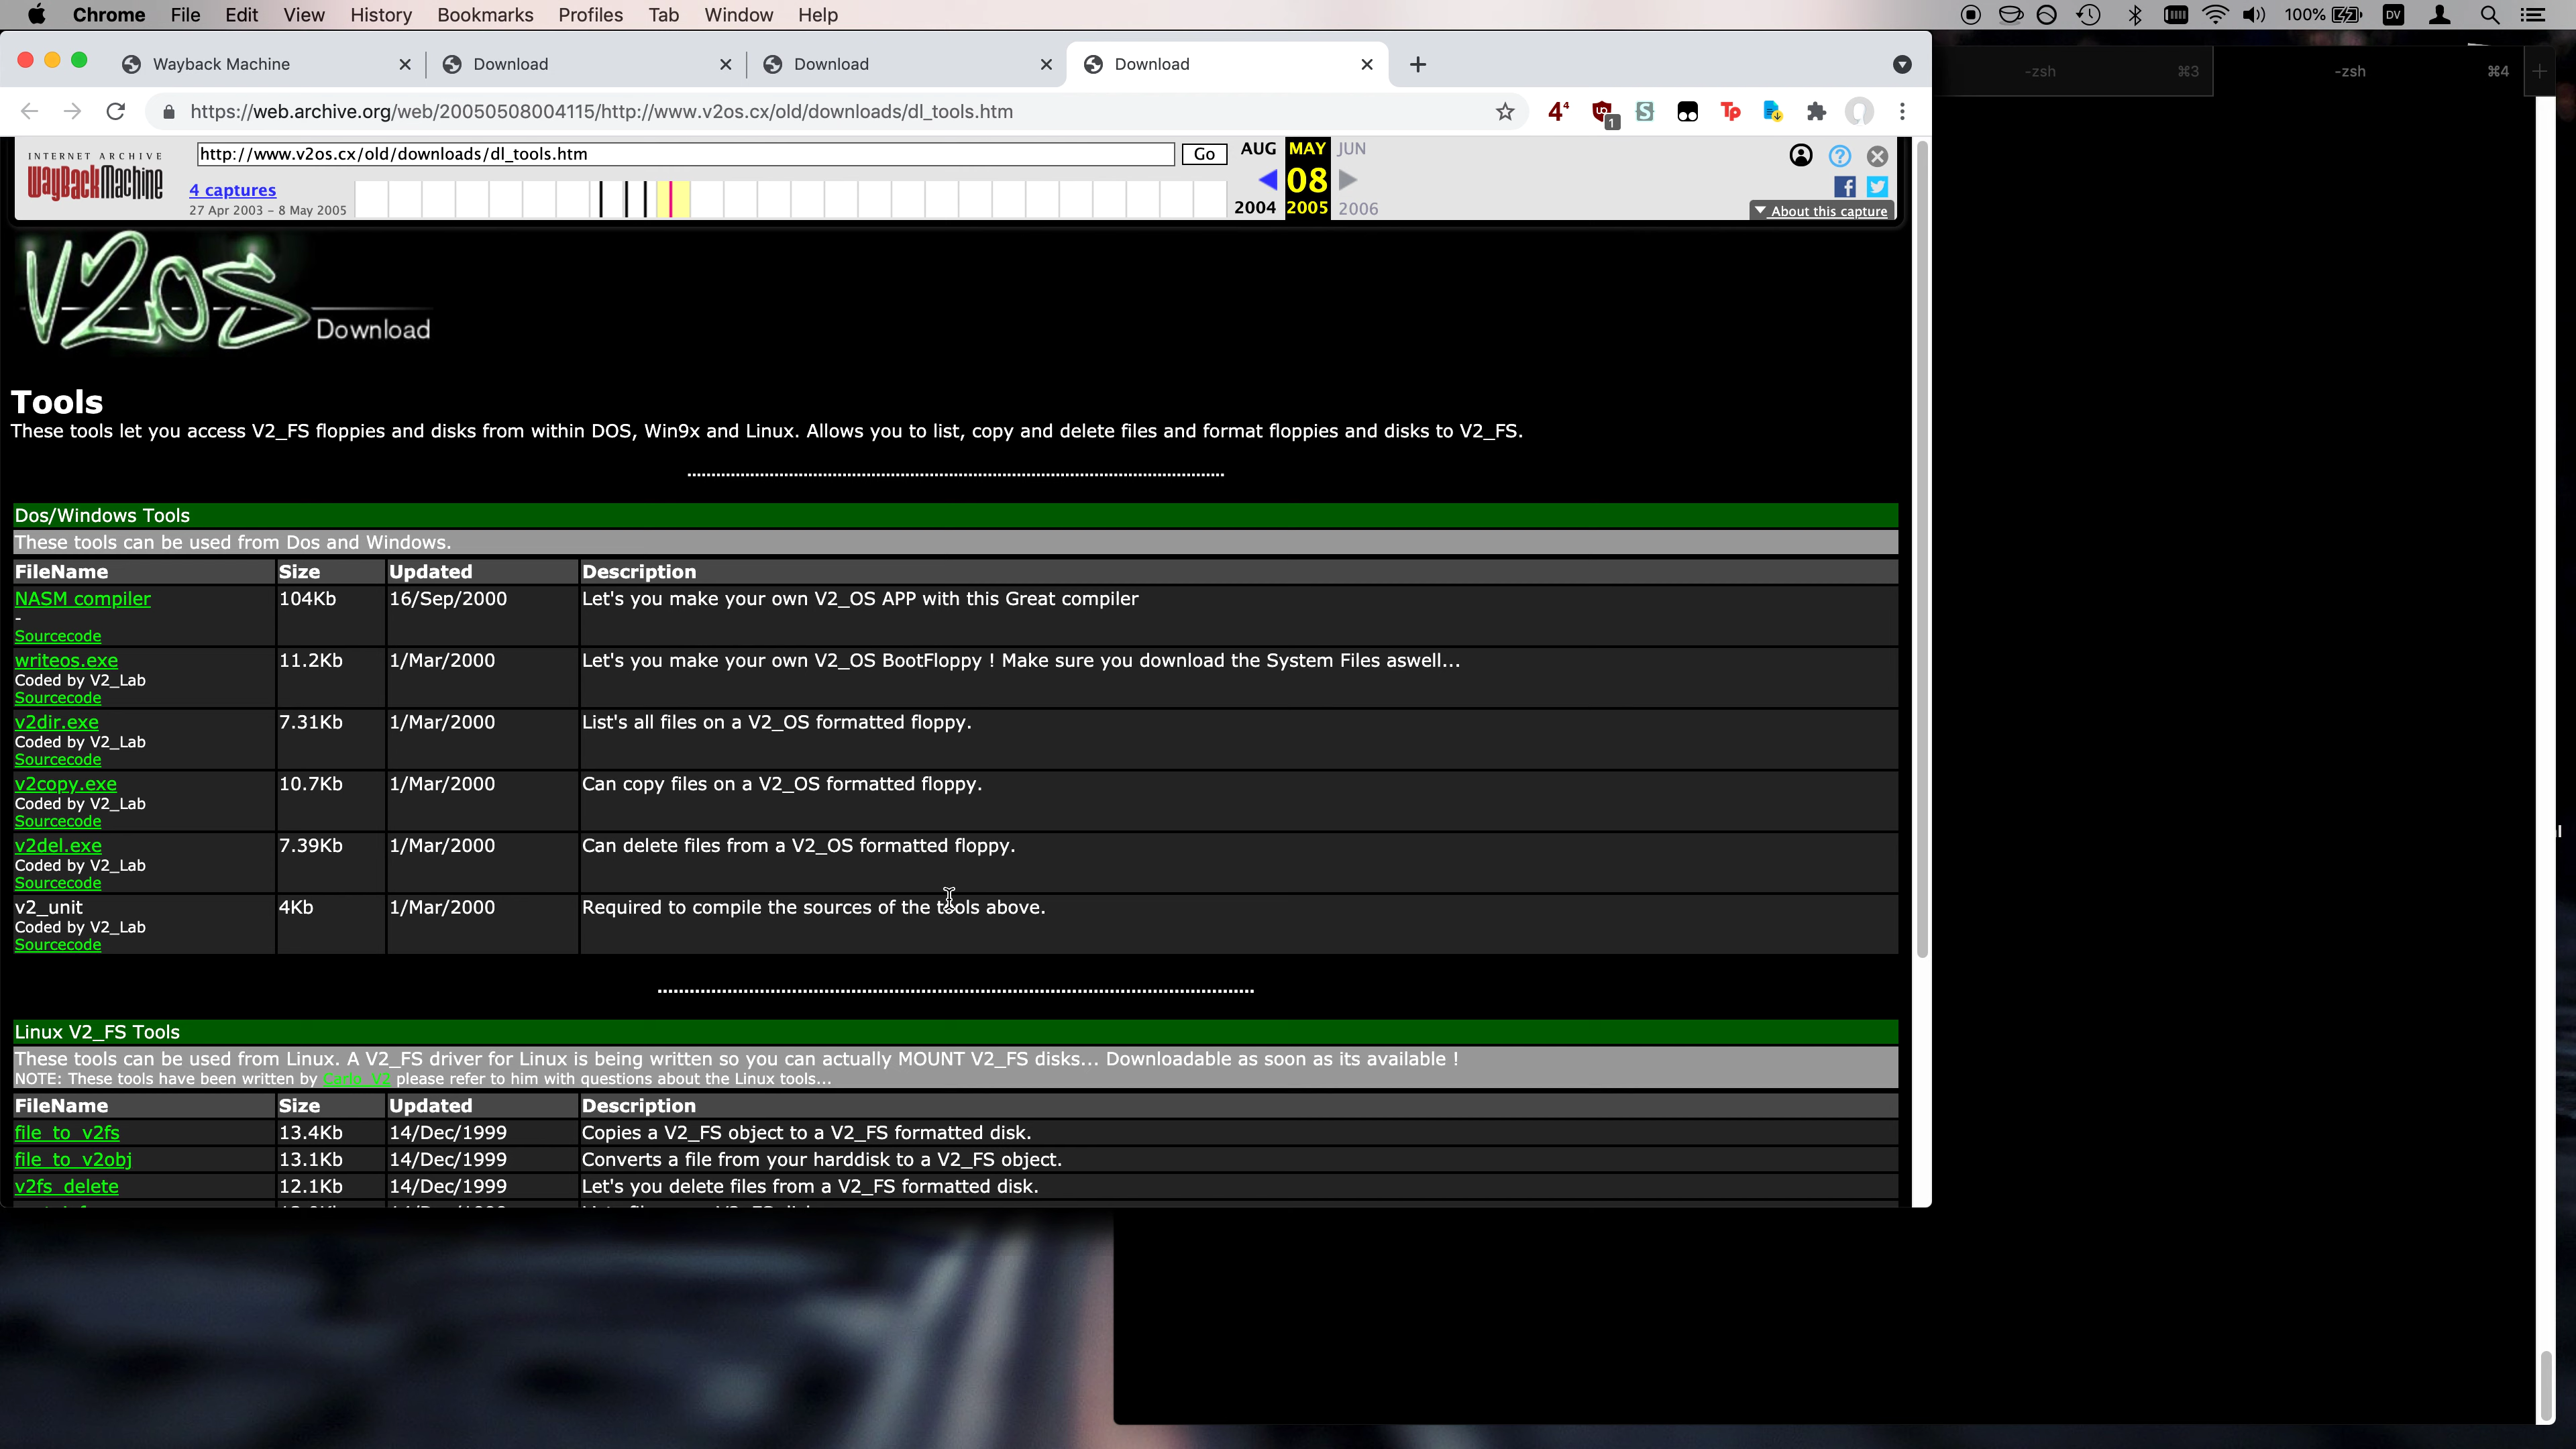 Chrome File Edit View History Bookmarks Profiles Tab Window Help
100% DV
Wayback Machine
Download
Download
Download
-zsh ⌘3
-zsh ⌘4
https://web.archive.org/web/20050508004115/http://www.v2os.cx/old/downloads/dl_tools.htm
4⁴
1
Tp
INTERNET ARCHIVE
WayBackMachine
http://www.v2os.cx/old/downloads/dl_tools.htm
Go
AUG MAY JUN
4 captures
08
27 Apr 2003 – 8 May 2005
2004 2005 2006
About this capture
V2OS
Download
Tools
These tools let you access V2_FS floppies and disks from within DOS, Win9x and Linux. Allows you to list, copy and delete files and format floppies and disks to V2_FS.
Dos/Windows Tools
These tools can be used from Dos and Windows.
FileName Size Updated Description
NASM compiler 104Kb 16/Sep/2000 Let's you make your own V2_OS APP with this Great compiler
-
Sourcecode
writeos.exe 11.2Kb 1/Mar/2000 Let's you make your own V2_OS BootFloppy ! Make sure you download the System Files aswell...
Coded by V2_Lab
Sourcecode
v2dir.exe 7.31Kb 1/Mar/2000 List's all files on a V2_OS formatted floppy.
Coded by V2_Lab
Sourcecode
v2copy.exe 10.7Kb 1/Mar/2000 Can copy files on a V2_OS formatted floppy.
Coded by V2_Lab
Sourcecode
v2del.exe 7.39Kb 1/Mar/2000 Can delete files from a V2_OS formatted floppy.
Coded by V2_Lab
Sourcecode
v2_unit 4Kb 1/Mar/2000 Required to compile the sources of the tools above.
Coded by V2_Lab
Sourcecode
Linux V2_FS Tools
These tools can be used from Linux. A V2_FS driver for Linux is being written so you can actually MOUNT V2_FS disks... Downloadable as soon as its available !
NOTE: These tools have been written by please refer to him with questions about the Linux tools...
FileName Size Updated Description
file_to_v2fs 13.4Kb 14/Dec/1999 Copies a V2_FS object to a V2_FS formatted disk.
file_to_v2obj 13.1Kb 14/Dec/1999 Converts a file from your harddisk to a V2_FS object.
v2fs_delete 12.1Kb 14/Dec/1999 Let's you delete files from a V2_FS formatted disk.